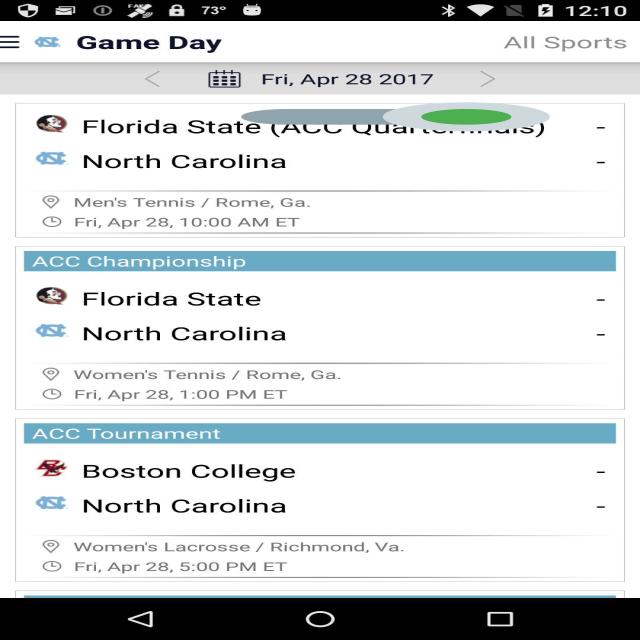 73° 12:10
Game Day All Sports
Fri, Apr 28 2017
Florida State (ACC Quarterfinals) -
North Carolina -
Men's Tennis / Rome, Ga.
Fri, Apr 28, 10:00 AM ET
ACC Championship
Florida State -
North Carolina -
Women's Tennis / Rome, Ga.
Fri, Apr 28, 1:00 PM ET
ACC Tournament
Boston College -
North Carolina -
Women's Lacrosse / Richmond, Va.
Fri, Apr 28, 5:00 PM ET